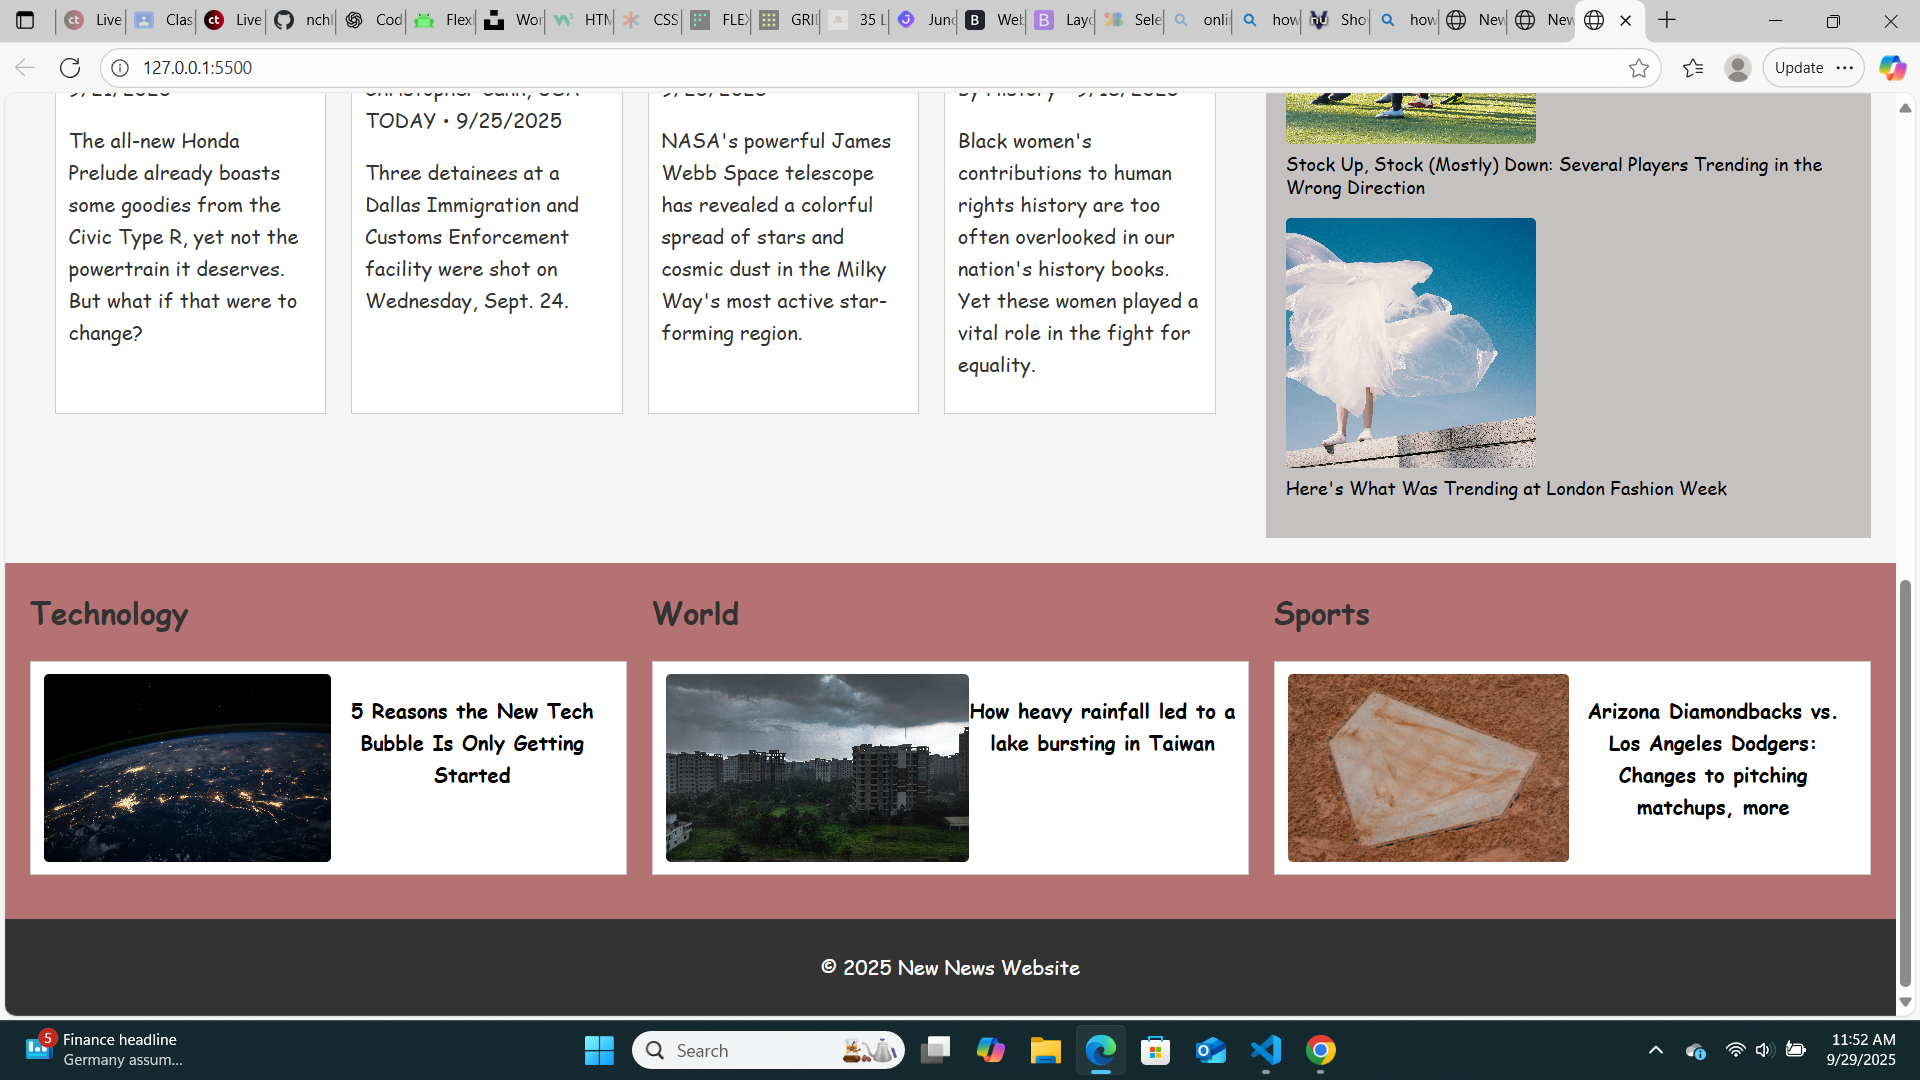 Live
Clas
Live
nchl
Cod
Flexl
Wor
HTM
CSS
FLEX
GRID
35 L
Junc
Web
Layc
Sele
onli
how
Sho
how
New
New
127.0.0.1:5500
Update
TODAY • 9/25/2025
The all-new Honda
Prelude already boasts
some goodies from the
Civic Type R, yet not the
powertrain it deserves.
But what if that were to
change?
Three detainees at a
Dallas Immigration and
Customs Enforcement
facility were shot on
Wednesday, Sept. 24.
NASA's powerful James
Webb Space telescope
has revealed a colorful
spread of stars and
cosmic dust in the Milky
Way's most active star-
forming region.
Black women's
contributions to human
rights history are too
often overlooked in our
nation's history books.
Yet these women played a
vital role in the fight for
equality.
Stock Up, Stock (Mostly) Down: Several Players Trending in the
Wrong Direction
Here's What Was Trending at London Fashion Week
Technology
5 Reasons the New Tech
Bubble Is Only Getting
Started
World
How heavy rainfall led to a
lake bursting in Taiwan
Sports
Arizona Diamondbacks vs.
Los Angeles Dodgers:
Changes to pitching
matchups, more
© 2025 New News Website
5
Finance headline
Germany assum...
Search
11:52 AM
9/29/2025